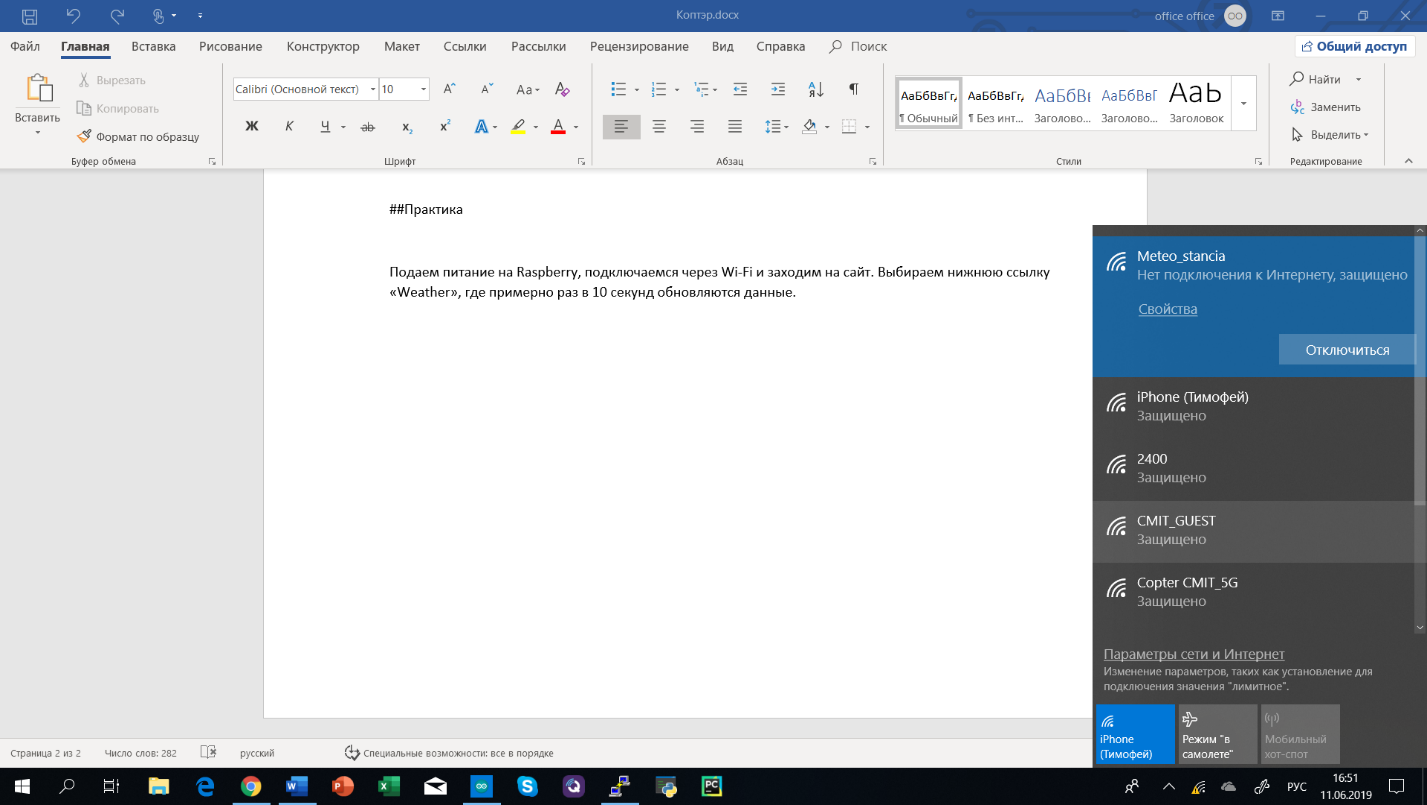 Коптэр.docx
office office
OO
Файл Главная Вставка Рисование Конструктор Макет Ссылки Рассылки Рецензирование Вид Справка Поиск
Общий доступ
Вставить
Вырезать
Копировать
Формат по образцу
Буфер обмена
Calibri (Основной текст) 10
Аа
Ж К Ч ab x₂ x² А А
Шрифт
Абзац
АаБбВвГг, АаБбВвГг, АаБбВı АаБбВвГ АаЬ
¶ Обычный ¶ Без инт... Заголово... Заголово... Заголовок
Стили
Найти
Заменить
Выделить
Редактирование
##Практика
Подаем питание на Raspberry, подключаемся через Wi-Fi и заходим на сайт. Выбираем нижнюю ссылку
«Weather», где примерно раз в 10 секунд обновляются данные.
Meteo_stancia
Нет подключения к Интернету, защищено
Свойства
Отключиться
iPhone (Тимофей)
Защищено
2400
Защищено
CMIT_GUEST
Защищено
Copter CMIT_5G
Защищено
Параметры сети и Интернет
Изменение параметров, таких как установление для
подключения значения "лимитное".
iPhone
(Тимофей)
Режим "в
самолете"
Мобильный
хот-спот
Страница 2 из 2 Число слов: 282 русский Специальные возможности: все в порядке
РУС
16:51
11.06.2019